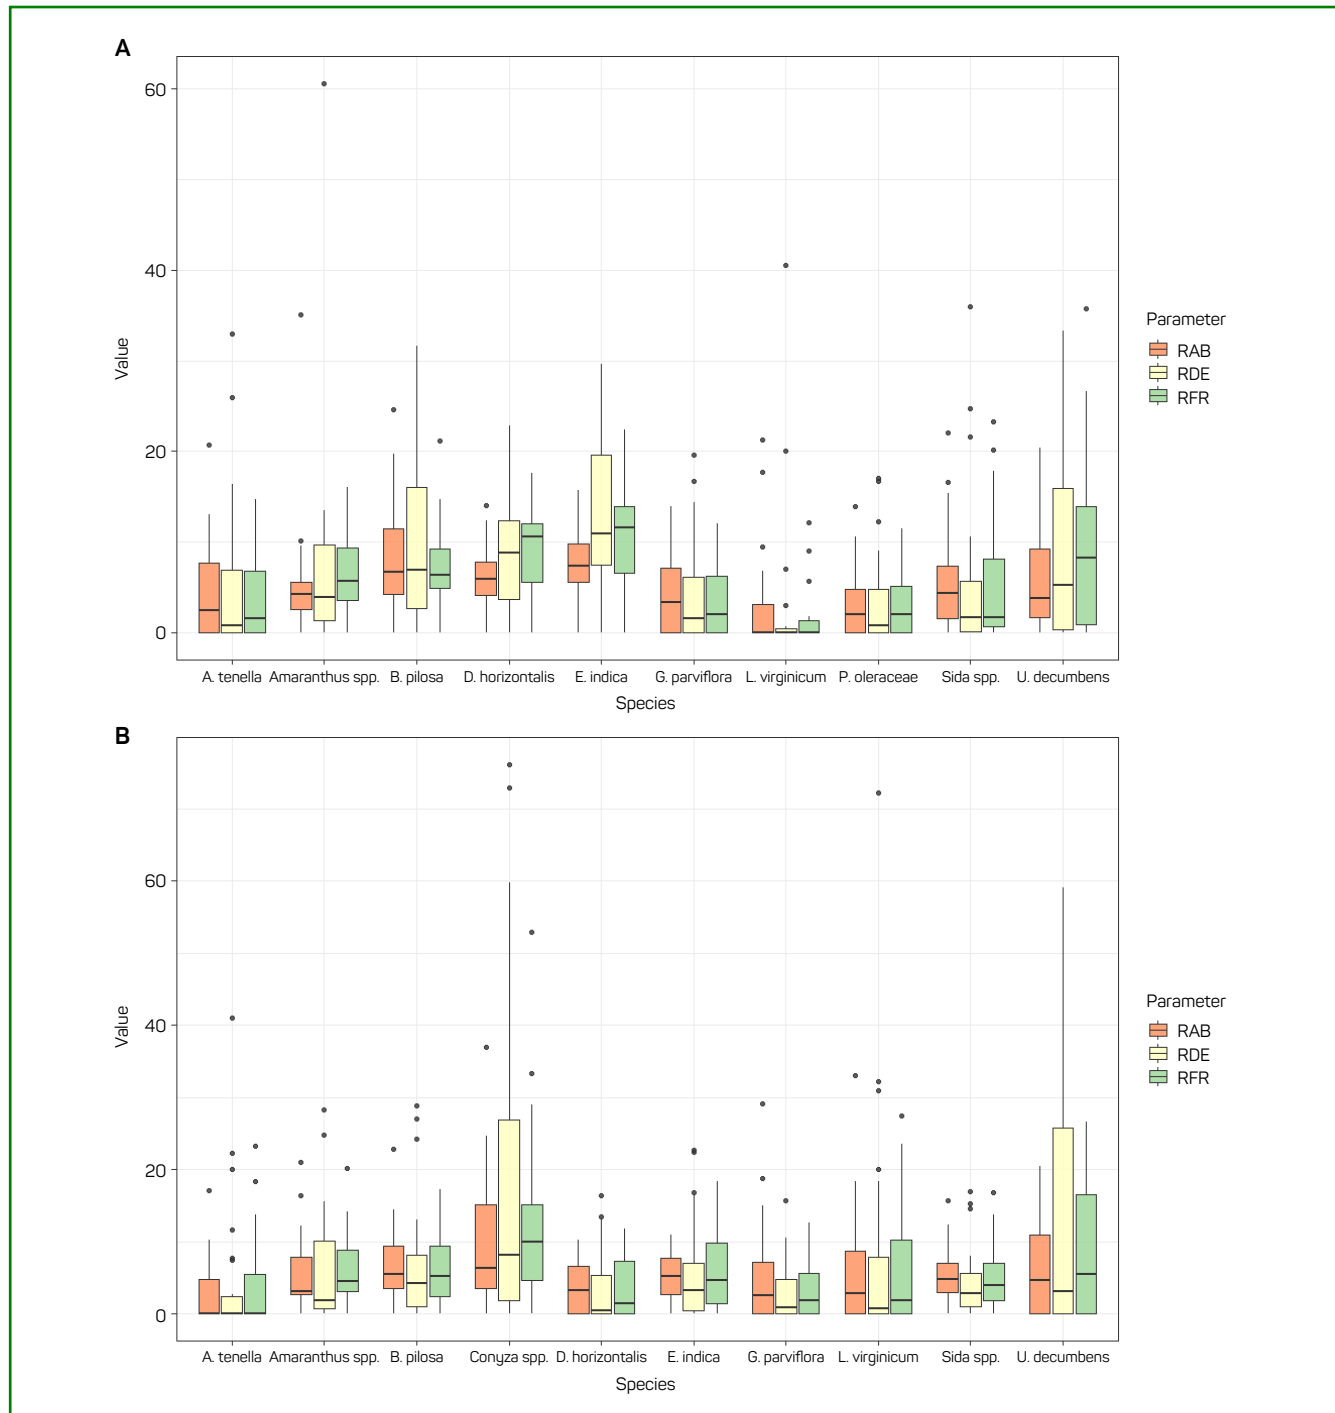 A
60
40
20
0
Value
A. tenella Amaranthus spp. B. pilosa D. horizontalis E. indica G. parviflora L. virginicum P. oleraceae Sida spp. U. decumbens
Species
Parameter
RAB
RDE
RFR
B
60
40
20
0
Value
A. tenella Amaranthus spp. B. pilosa Conyza spp. D. horizontalis E. indica G. parviflora L. virginicum Sida spp. U. decumbens
Species
Parameter
RAB
RDE
RFR